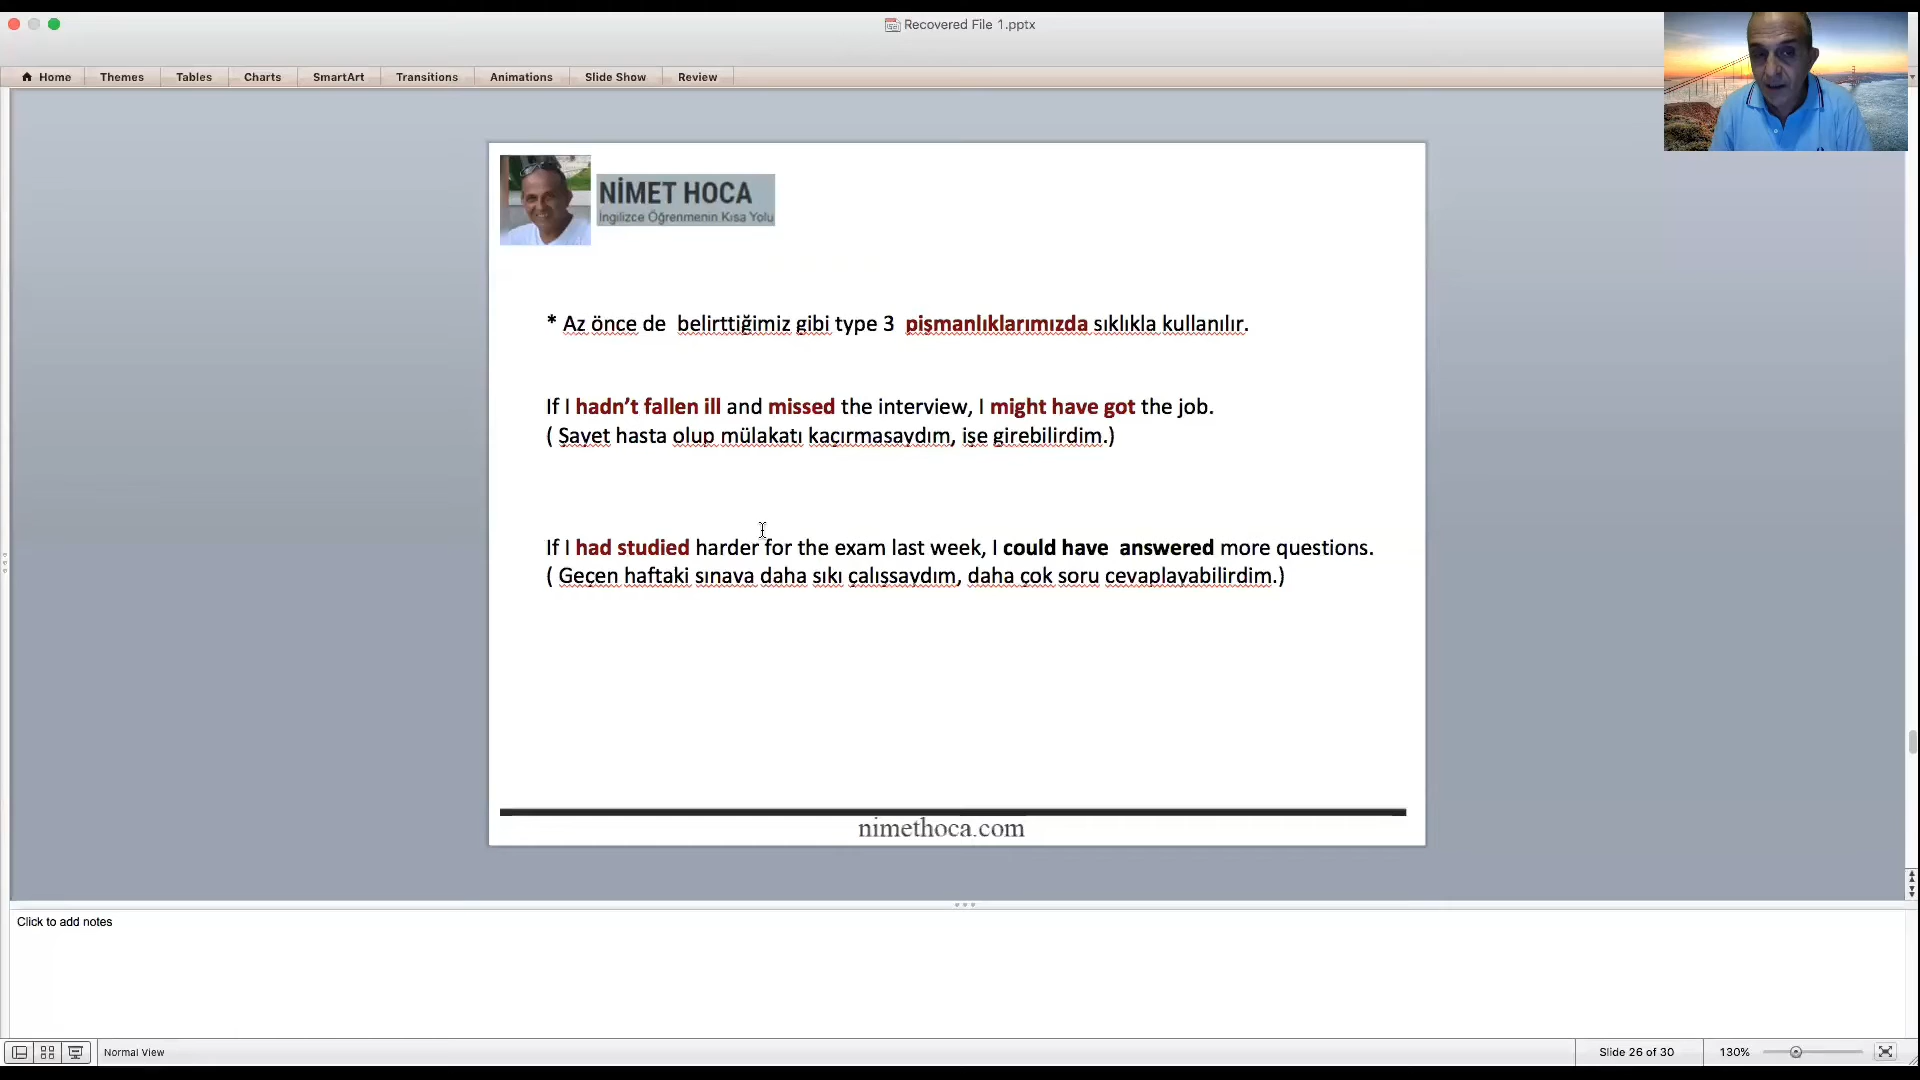 Recovered File 1.pptx
Home Themes Tables Charts SmartArt Transitions Animations Slide Show Review
NİMET HOCA
İngilizce Öğrenmenin Kısa Yolu
* Az önce de belirttiğimiz gibi type 3 pişmanlıklarımızda sıklıkla kullanılır.
If I hadn't fallen ill and missed the interview, I might have got the job.
( Şayet hasta olup mülakatı kaçırmasaydım, işe girebilirdim.)
If I had studied harder for the exam last week, I could have answered more questions.
( Geçen haftaki sınava daha sıkı çalışsaydım, daha çok soru cevaplayabilirdim.)
nimethoca.com
Click to add notes
Normal View Slide 26 of 30 130%